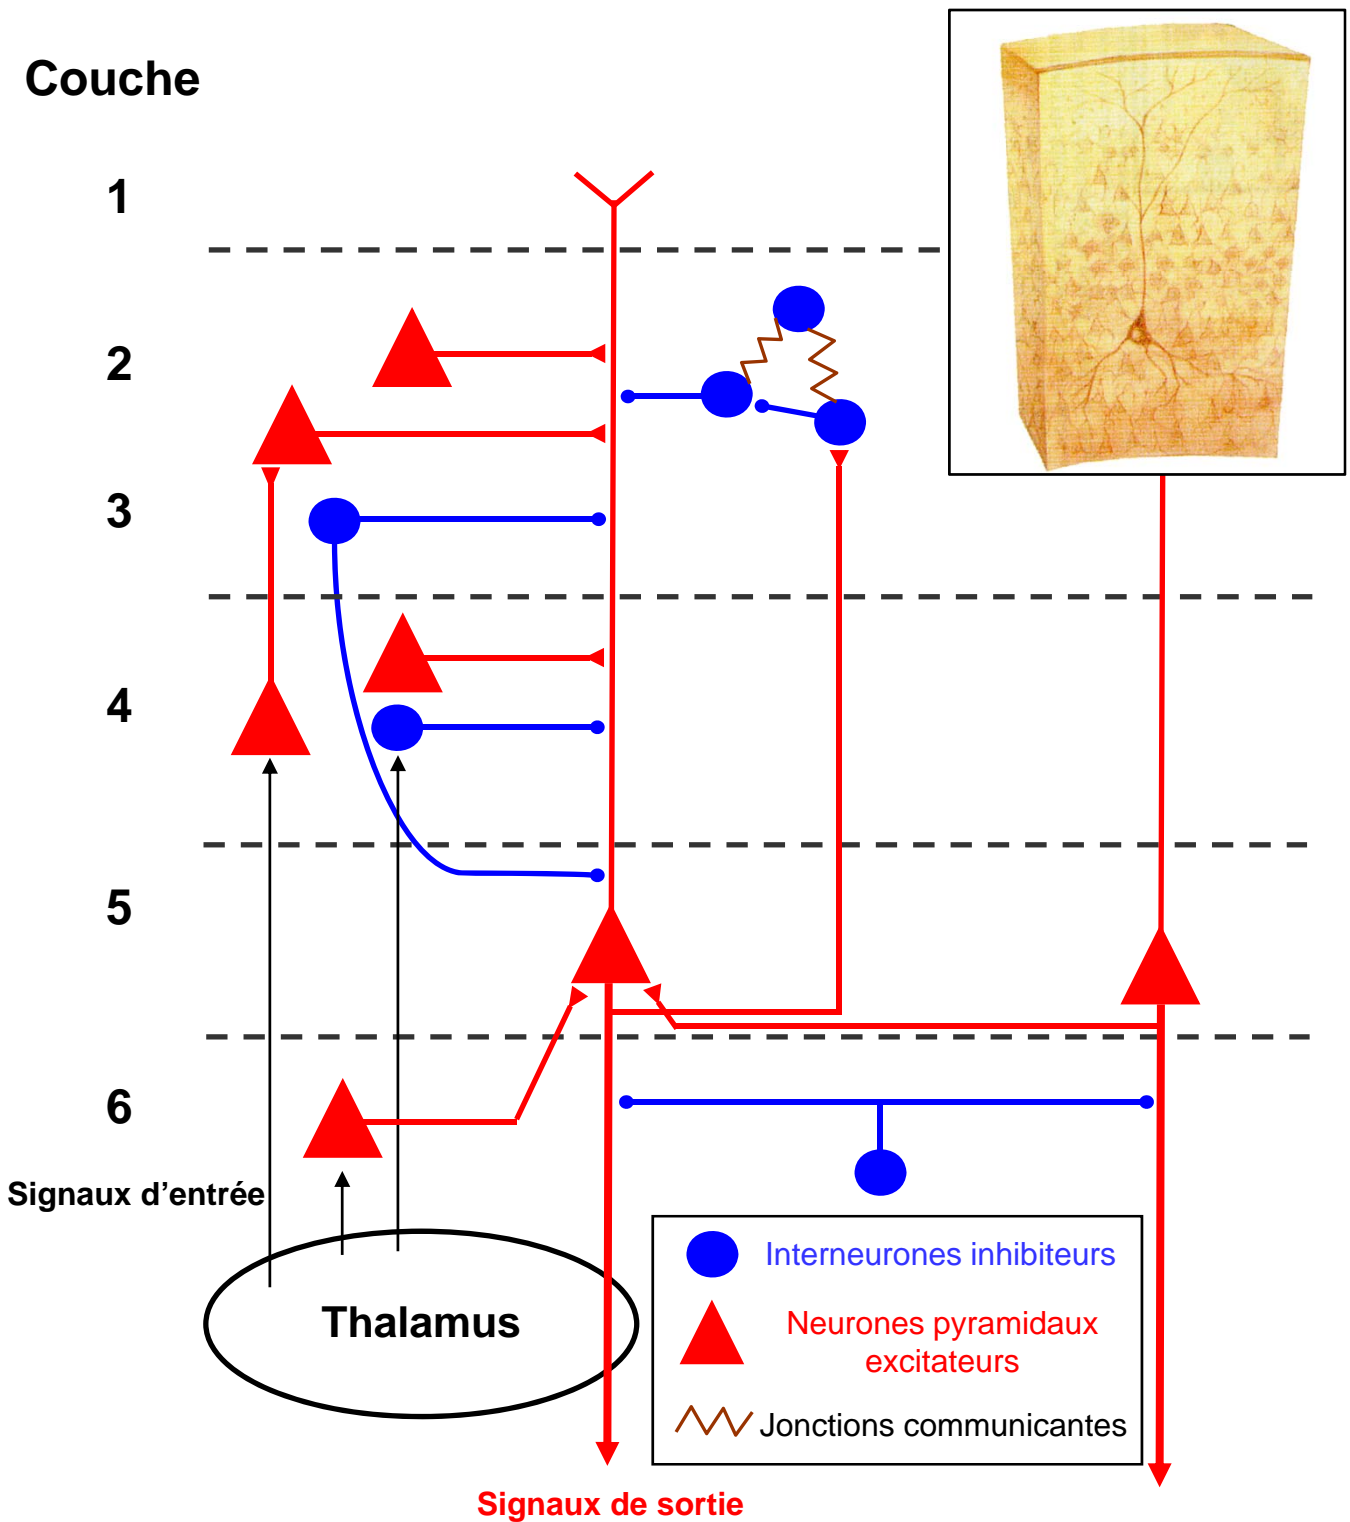 Couche
1
2
3
4
5
6
Signaux d’entrée
Thalamus
Interneurones inhibiteurs
Neurones pyramidaux
excitateurs
Jonctions communicantes
Signaux de sortie